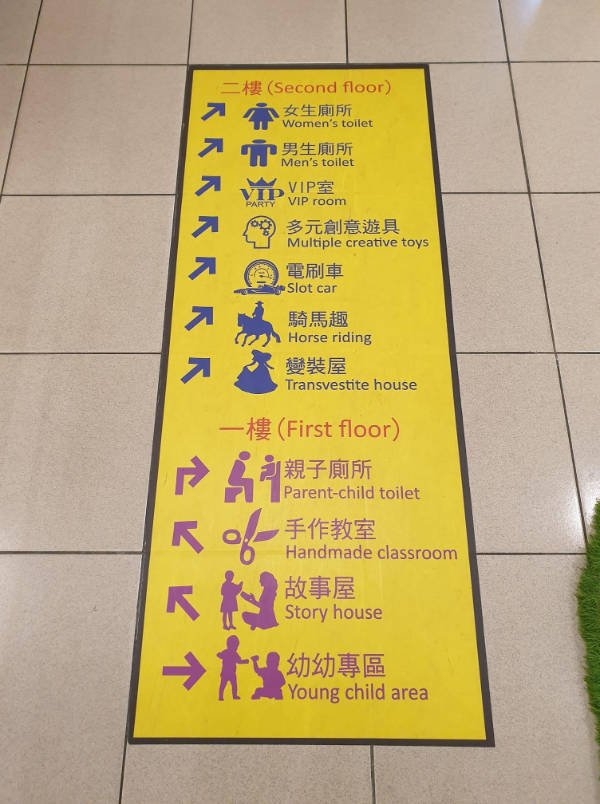 二樓(Second floor)
女生廁所
Women's toilet
男生廁所
Men's toilet
VIP
PARTY
VIP室
VIP room
多元創意遊具
Multiple creative toys
電刷車
Slot car
騎馬趣
Horse riding
變裝屋
Transvestite house
一樓(First floor)
親子廁所
Parent-child toilet
手作教室
Handmade classroom
故事屋
Story house
幼幼專區
Young child area